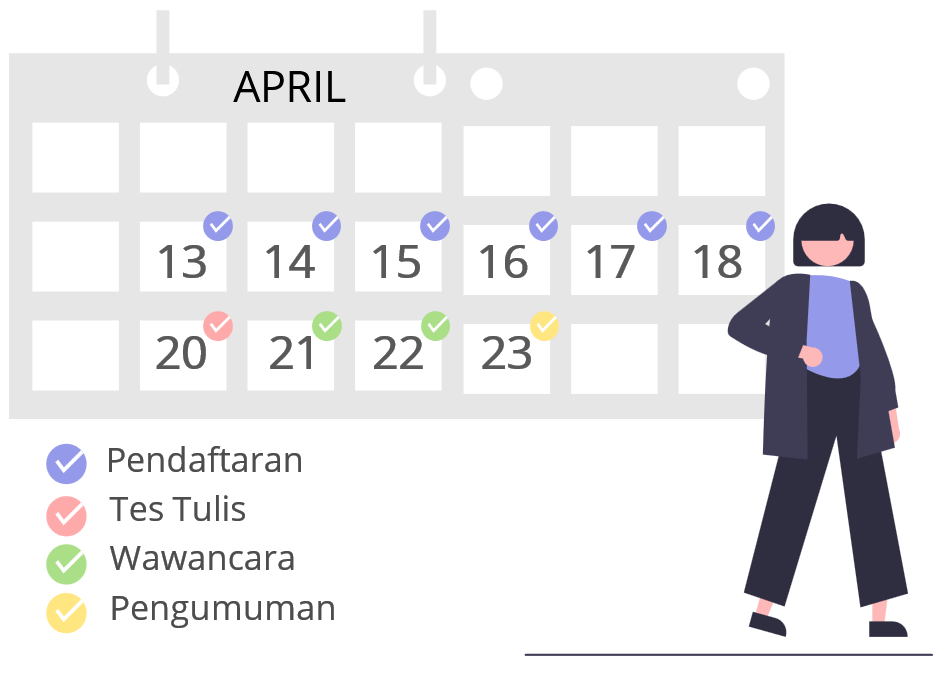 APRIL
13 14 15 16 17 18
20 21 22 23
Pendaftaran
Tes Tulis
Wawancara
Pengumuman